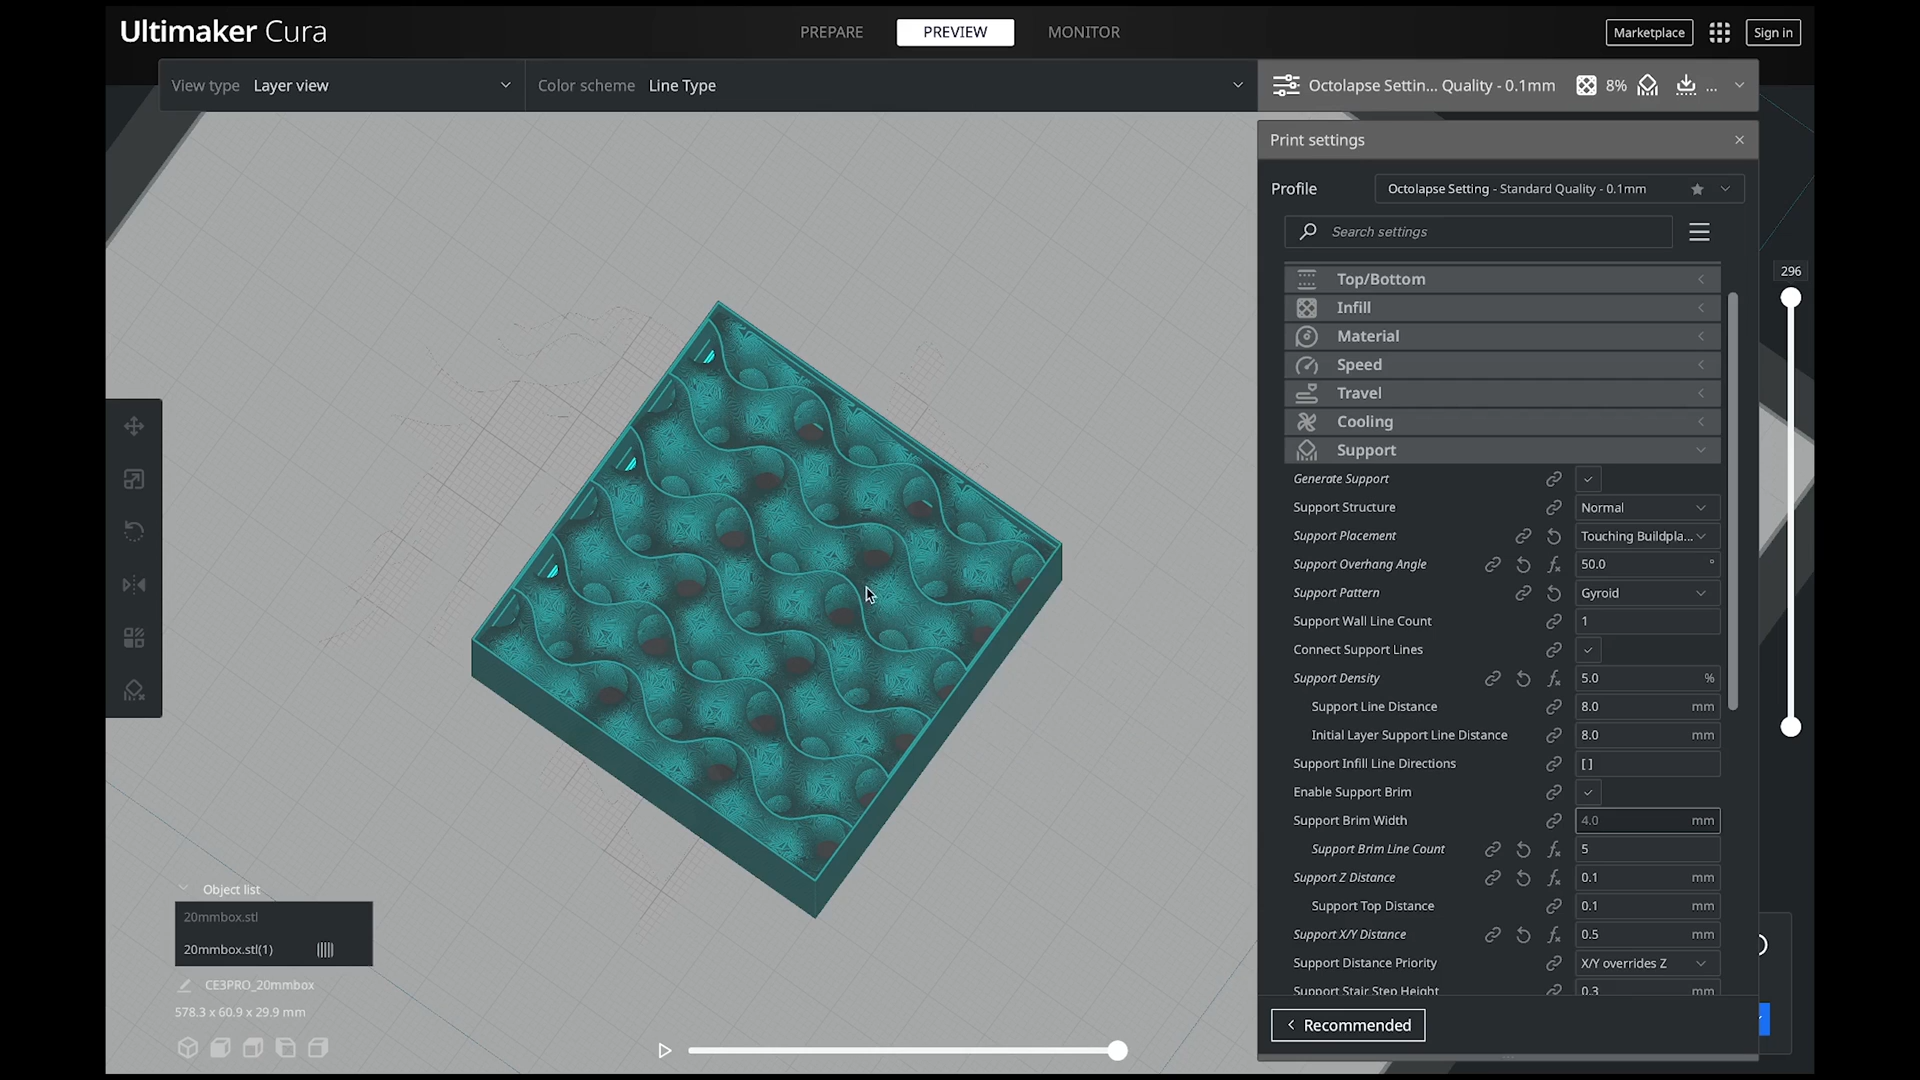 Ultimaker Cura
PREPARE
PREVIEW
MONITOR
Marketplace
Sign in
View type Layer view
Color scheme Line Type
Octolapse Settin... Quality - 0.1mm
8%
...
Print settings
Profile
Octolapse Setting - Standard Quality - 0.1mm
Search settings
296
Top/Bottom
Infill
Material
Speed
Travel
Cooling
Support
Generate Support
Support Structure Normal
Support Placement Touching Buildpla...
Support Overhang Angle 50.0 °
Support Pattern Gyroid
Support Wall Line Count 1
Connect Support Lines
Support Density 5.0 %
Support Line Distance 8.0 mm
Initial Layer Support Line Distance 8.0 mm
Support Infill Line Directions []
Enable Support Brim
Support Brim Width 4.0 mm
Support Brim Line Count 5
Support Z Distance 0.1 mm
Support Top Distance 0.1 mm
Support X/Y Distance 0.5 mm
Support Distance Priority X/Y overrides Z
Support Stair Step Height 0.3 mm
Recommended
Object list
20mmbox.stl
20mmbox.stl(1)
CE3PRO_20mmbox
578.3 x 60.9 x 29.9 mm